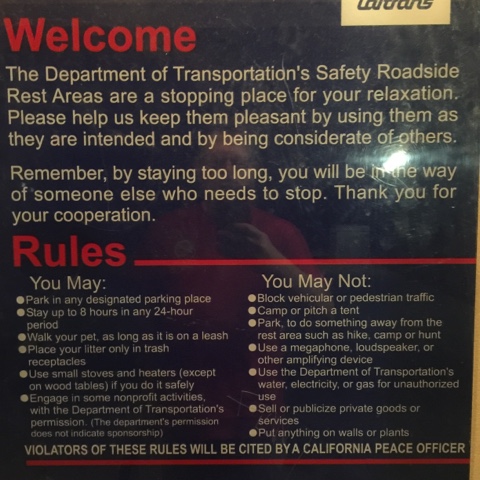 Caltrans
Welcome
The Department of Transportation's Safety Roadside
Rest Areas are a stopping place for your relaxation.
Please help us keep them pleasant by using them as
they are intended and by being considerate of others.
Remember, by staying too long, you will be in the way
of someone else who needs to stop. Thank you for
your cooperation.
Rules
You May:
●Park in any designated parking place
●Stay up to 8 hours in any 24-hour
period
●Walk your pet, as long as it is on a leash
●Place your litter only in trash
receptacles
●Use small stoves and heaters (except
on wood tables) if you do it safely
●Engage in some nonprofit activities,
with the Department of Transportation's
permission. (The department's permission
does not indicate sponsorship)
You May Not:
●Block vehicular or pedestrian traffic
●Camp or pitch a tent
●Park, to do something away from the
rest area such as hike, camp or hunt
●Use a megaphone, loudspeaker, or
other amplifying device
●Use the Department of Transportation's
water, electricity, or gas for unauthorized
use
●Sell or publicize private goods or
services
●Put anything on walls or plants
VIOLATORS OF THESE RULES WILL BE CITED BY A CALIFORNIA PEACE OFFICER